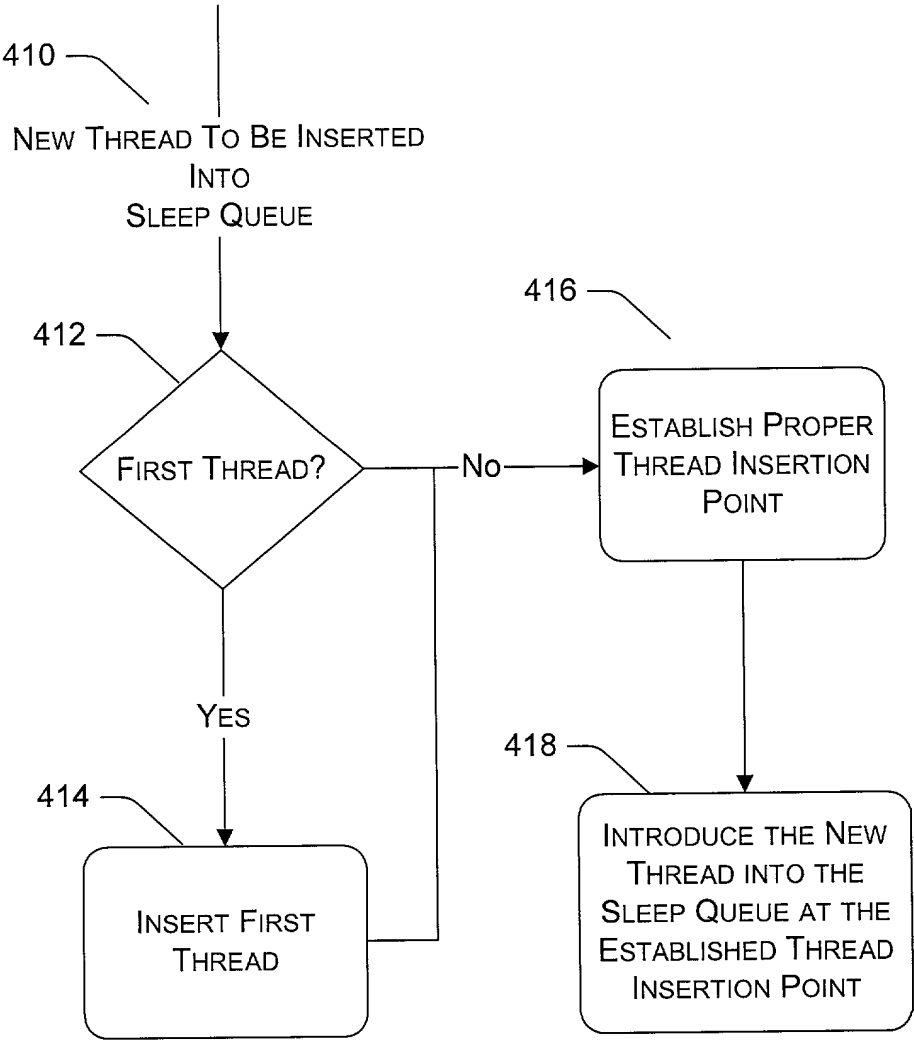 410
NEW THREAD TO BE INSERTED
INTO
SLEEP QUEUE
412
FIRST THREAD?
NO
YES
414
INSERT FIRST
THREAD
416
ESTABLISH PROPER
THREAD INSERTION
POINT
418
INTRODUCE THE NEW
THREAD INTO THE
SLEEP QUEUE AT THE
ESTABLISHED THREAD
INSERTION POINT